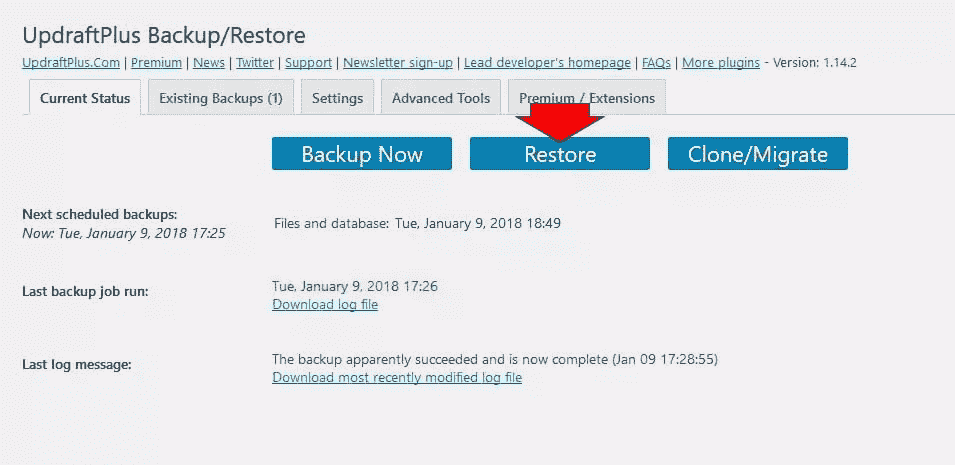 UpdraftPlus Backup/Restore
UpdraftPlus.Com | Premium | News | Twitter | Support | Newsletter sign-up | Lead developer's homepage | FAQs | More plugins - Version: 1.14.2
Current Status Existing Backups (1) Settings Advanced Tools Premium / Extensions
Backup Now Restore Clone/Migrate
Next scheduled backups:
Now: Tue, January 9, 2018 17:25 Files and database: Tue, January 9, 2018 18:49
Last backup job run: Tue, January 9, 2018 17:26
Download log file
Last log message: The backup apparently succeeded and is now complete (Jan 09 17:28:55)
Download most recently modified log file